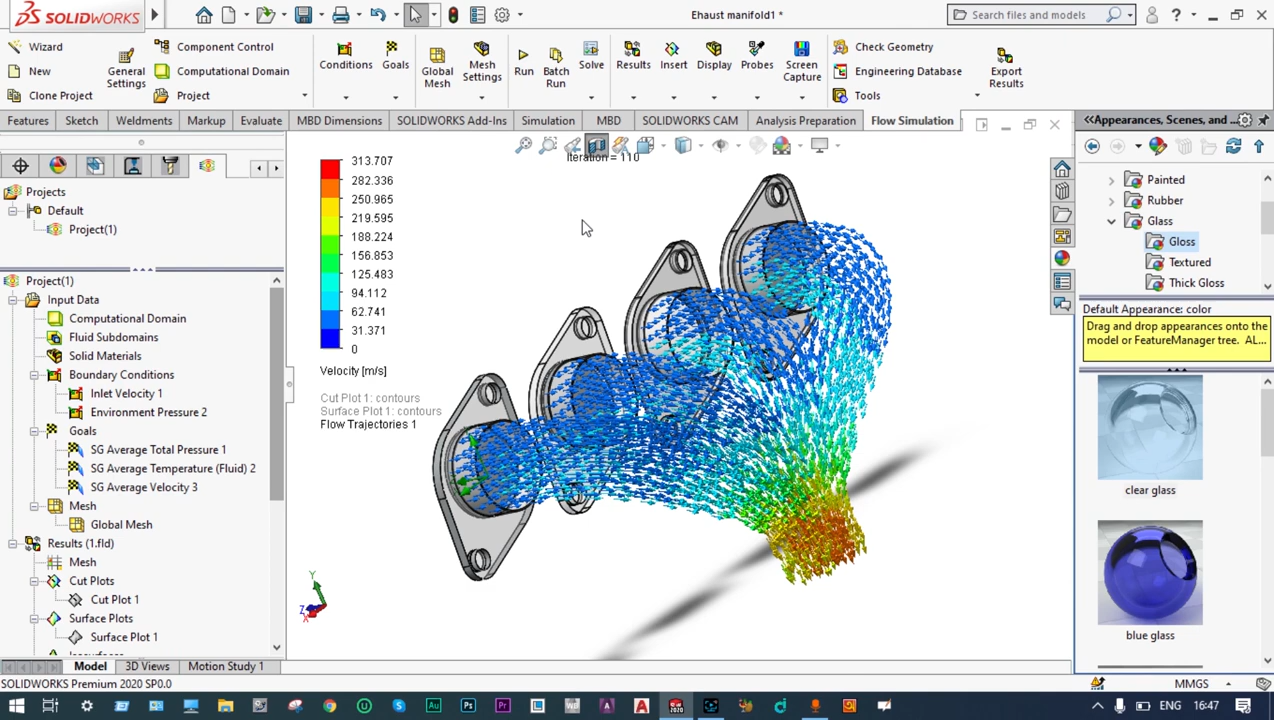 SOLIDWORKS
Ehaust manifold1 *
Search files and models
Wizard
New
Clone Project
General Settings
Component Control
Computational Domain
Project
Conditions
Goals
Global Mesh
Mesh Settings
Run
Batch Run
Solve
Results
Insert
Display
Probes
Screen Capture
Check Geometry
Engineering Database
Tools
Export Results
Features
Sketch
Weldments
Markup
Evaluate
MBD Dimensions
SOLIDWORKS Add-Ins
Simulation
MBD
SOLIDWORKS CAM
Analysis Preparation
Flow Simulation
Projects
Default
Project(1)
Project(1)
Input Data
Computational Domain
Fluid Subdomains
Solid Materials
Boundary Conditions
Inlet Velocity 1
Environment Pressure 2
Goals
SG Average Total Pressure 1
SG Average Temperature (Fluid) 2
SG Average Velocity 3
Mesh
Global Mesh
Results (1.fld)
Mesh
Cut Plots
Cut Plot 1
Surface Plots
Surface Plot 1
Iteration = 110
313.707
282.336
250.965
219.595
188.224
156.853
125.483
94.112
62.741
31.371
0
Velocity [m/s]
Cut Plot 1: contours
Surface Plot 1: contours
Flow Trajectories 1
Y
Z
X
Appearances, Scenes, and ...
Painted
Rubber
Glass
Gloss
Textured
Thick Gloss
Default Appearance: color
Drag and drop appearances onto the
model or FeatureManager tree. AL...
clear glass
blue glass
Model
3D Views
Motion Study 1
SOLIDWORKS Premium 2020 SP0.0
MMGS
ENG
16:47